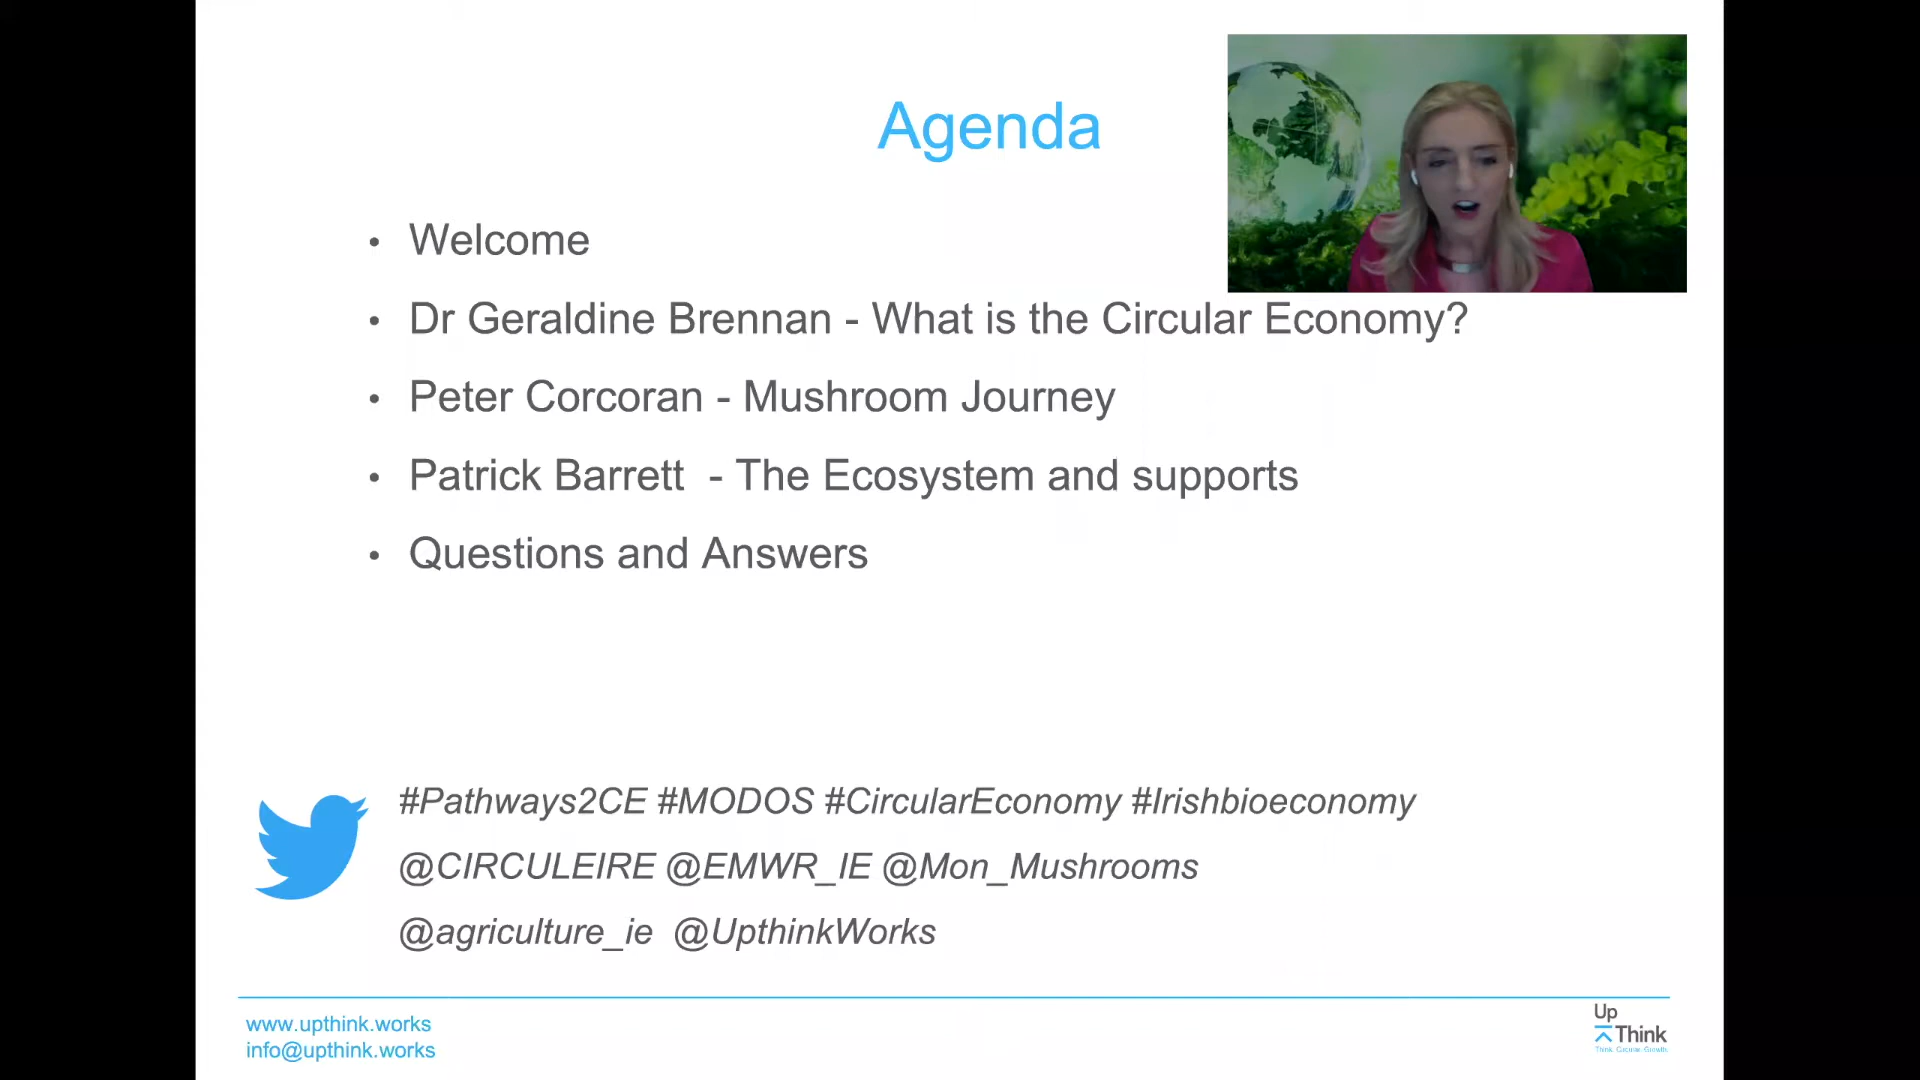 Agenda
• Welcome
• Dr Geraldine Brennan - What is the Circular Economy?
• Peter Corcoran - Mushroom Journey
• Patrick Barrett - The Ecosystem and supports
• Questions and Answers
#Pathways2CE #MODOS #CircularEconomy #Irishbioeconomy
@CIRCULEIRE @EMWR_IE @Mon_Mushrooms
@agriculture_ie @UpthinkWorks
www.upthink.works
info@upthink.works
Up
Think